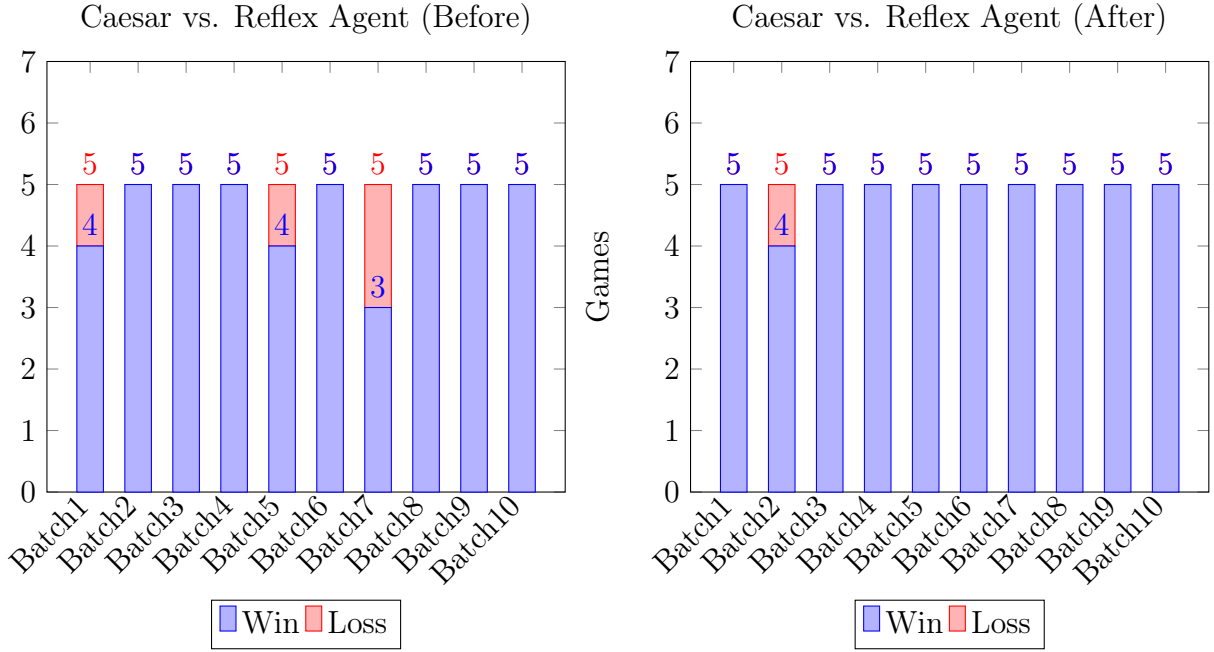 Caesar vs. Reflex Agent (Before)
7
6
5
4
3
2
1
0
5 5 5 5 5 5 5 5 5 5
4 4 3
Batch1
Batch2
Batch3
Batch4
Batch5
Batch6
Batch7
Batch8
Batch9
Batch10
Win Loss
Caesar vs. Reflex Agent (After)
Games
7
6
5
4
3
2
1
0
5 5 5 5 5 5 5 5 5 5
4
Batch1
Batch2
Batch3
Batch4
Batch5
Batch6
Batch7
Batch8
Batch9
Batch10
Win Loss